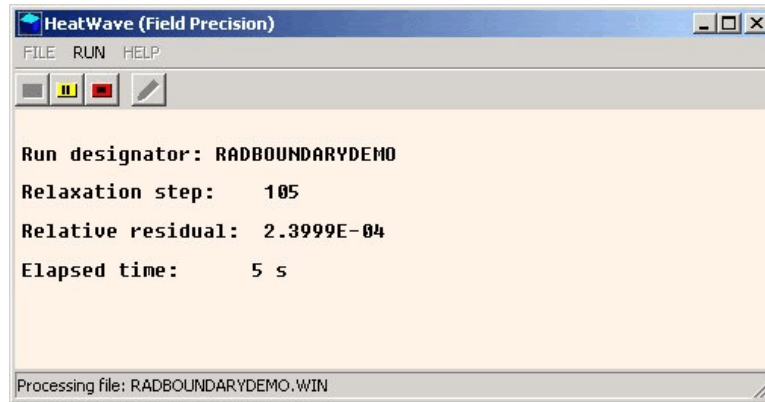 HeatWave (Field Precision)
FILE RUN HELP
Run designator: RADBOUNDARYDEMO
Relaxation step: 105
Relative residual: 2.3999E-04
Elapsed time: 5 s
Processing file: RADBOUNDARYDEMO.WIN